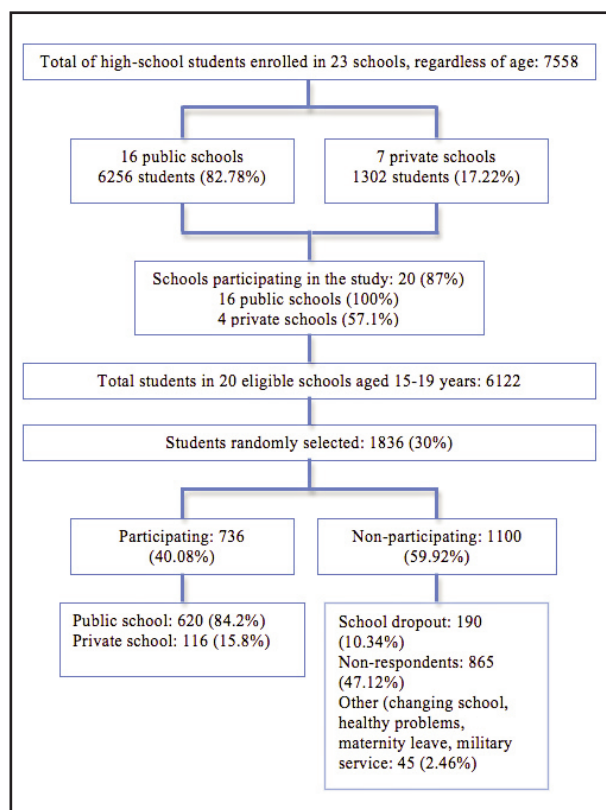 Total of high-school students enrolled in 23 schools, regardless of age: 7558
16 public schools
6256 students (82.78%)
7 private schools
1302 students (17.22%)
Schools participating in the study: 20 (87%)
16 public schools (100%)
4 private schools (57.1%)
Total students in 20 eligible schools aged 15-19 years: 6122
Students randomly selected: 1836 (30%)
Participating: 736
(40.08%)
Non-participating: 1100
(59.92%)
Public school: 620 (84.2%)
Private school: 116 (15.8%)
School dropout: 190
(10.34%)
Non-respondents: 865
(47.12%)
Other (changing school,
healthy problems,
maternity leave, military
service: 45 (2.46%)